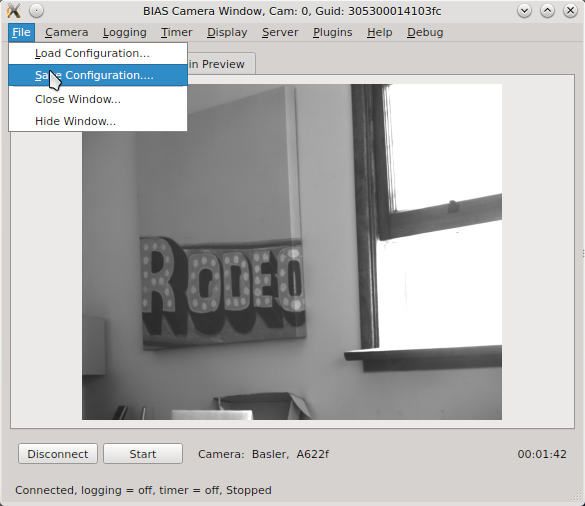 BIAS Camera Window, Cam: 0, Guid: 305300014103fc
File Camera Logging Timer Display Server Plugins Help Debug
Load Configuration...
Configuration....
Close Window...
Hide Window...
in Preview
RODEO
Disconnect Start Camera: Basler, A622f 00:01:42
Connected, logging = off, timer = off, Stopped